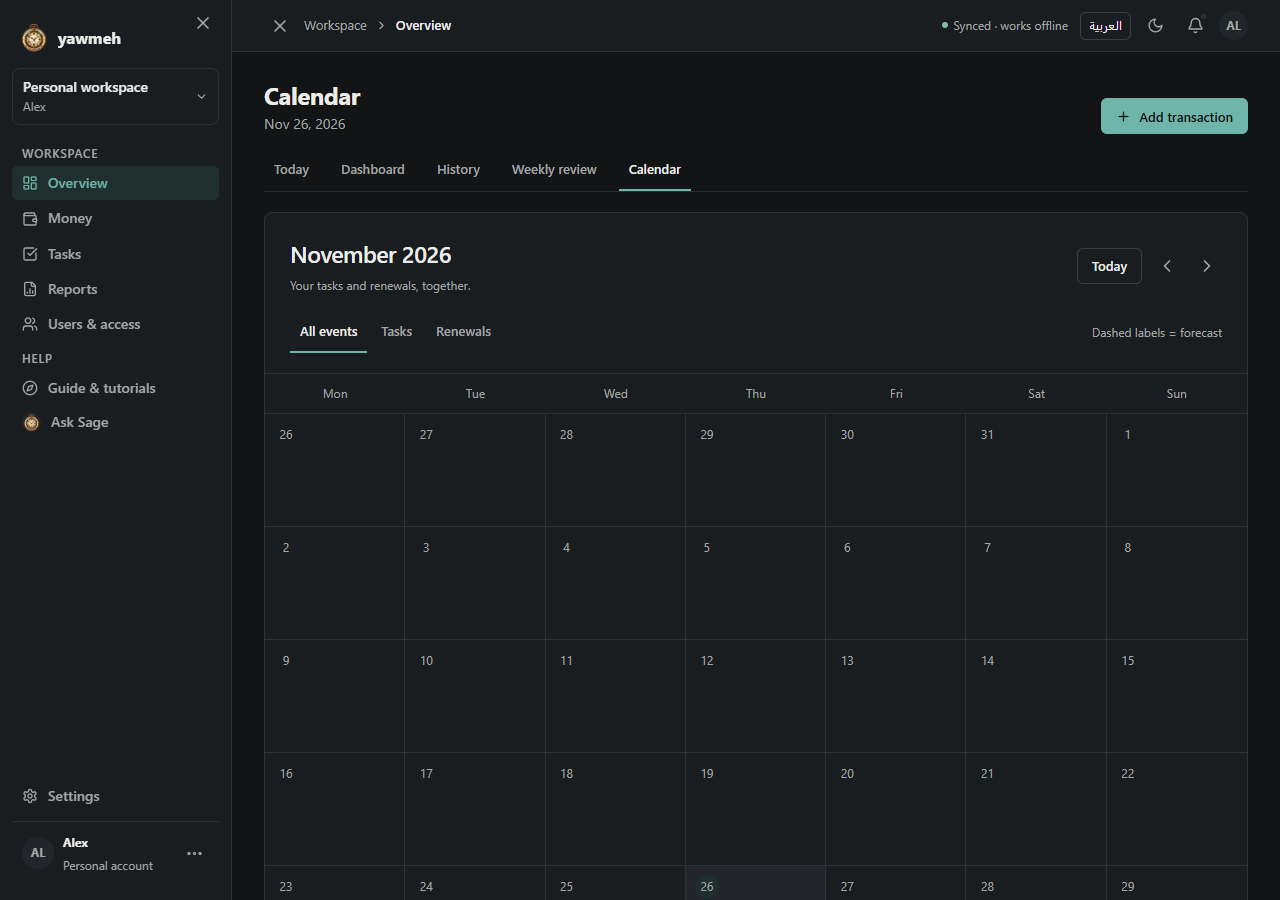 yawmeh
Personal workspace
Alex
WORKSPACE
Overview
Money
Tasks
Reports
Users & access
HELP
Guide & tutorials
Ask Sage
Settings
AL
Alex
Personal account
Workspace > Overview
Synced · works offline
العربية
AL
Calendar
Nov 26, 2026
Add transaction
Today Dashboard History Weekly review Calendar
November 2026
Your tasks and renewals, together.
Today
All events Tasks Renewals
Dashed labels = forecast
Mon Tue Wed Thu Fri Sat Sun
26 27 28 29 30 31 1
2 3 4 5 6 7 8
9 10 11 12 13 14 15
16 17 18 19 20 21 22
23 24 25 26 27 28 29